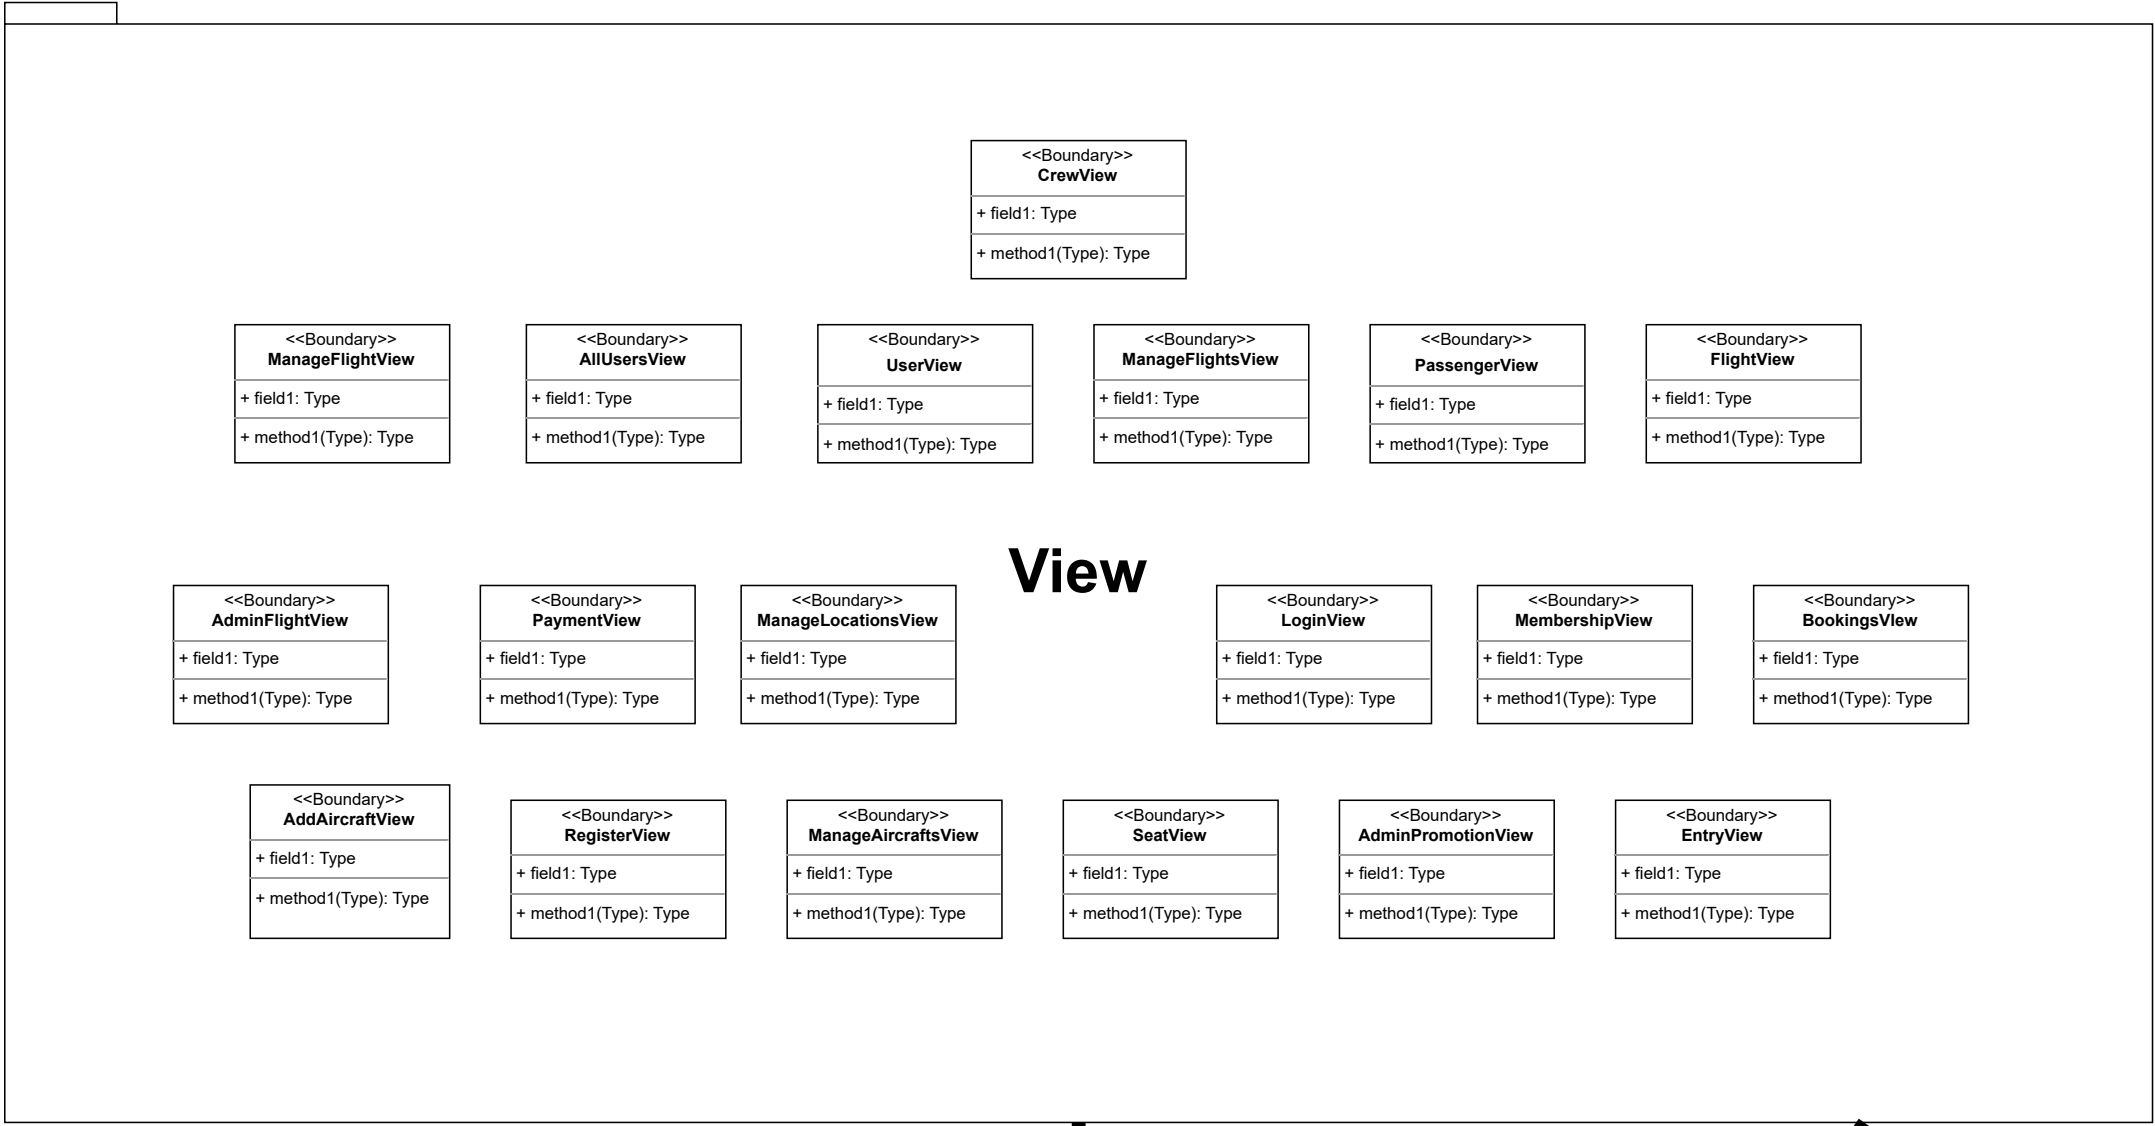 <<Boundary>>
CrewView
+ field1: Type
+ method1(Type): Type
<<Boundary>>
ManageFlightView
+ field1: Type
+ method1(Type): Type
<<Boundary>>
AllUsersView
+ field1: Type
+ method1(Type): Type
<<Boundary>>
UserView
+ field1: Type
+ method1(Type): Type
<<Boundary>>
ManageFlightsView
+ field1: Type
+ method1(Type): Type
<<Boundary>>
PassengerView
+ field1: Type
+ method1(Type): Type
<<Boundary>>
FlightView
+ field1: Type
+ method1(Type): Type
View
<<Boundary>>
AdminFlightView
+ field1: Type
+ method1(Type): Type
<<Boundary>>
PaymentView
+ field1: Type
+ method1(Type): Type
<<Boundary>>
ManageLocationsView
+ field1: Type
+ method1(Type): Type
<<Boundary>>
LoginView
+ field1: Type
+ method1(Type): Type
<<Boundary>>
MembershipView
+ field1: Type
+ method1(Type): Type
<<Boundary>>
BookingsVIew
+ field1: Type
+ method1(Type): Type
<<Boundary>>
AddAircraftView
+ field1: Type
+ method1(Type): Type
<<Boundary>>
RegisterView
+ field1: Type
+ method1(Type): Type
<<Boundary>>
ManageAircraftsView
+ field1: Type
+ method1(Type): Type
<<Boundary>>
SeatView
+ field1: Type
+ method1(Type): Type
<<Boundary>>
AdminPromotionView
+ field1: Type
+ method1(Type): Type
<<Boundary>>
EntryView
+ field1: Type
+ method1(Type): Type